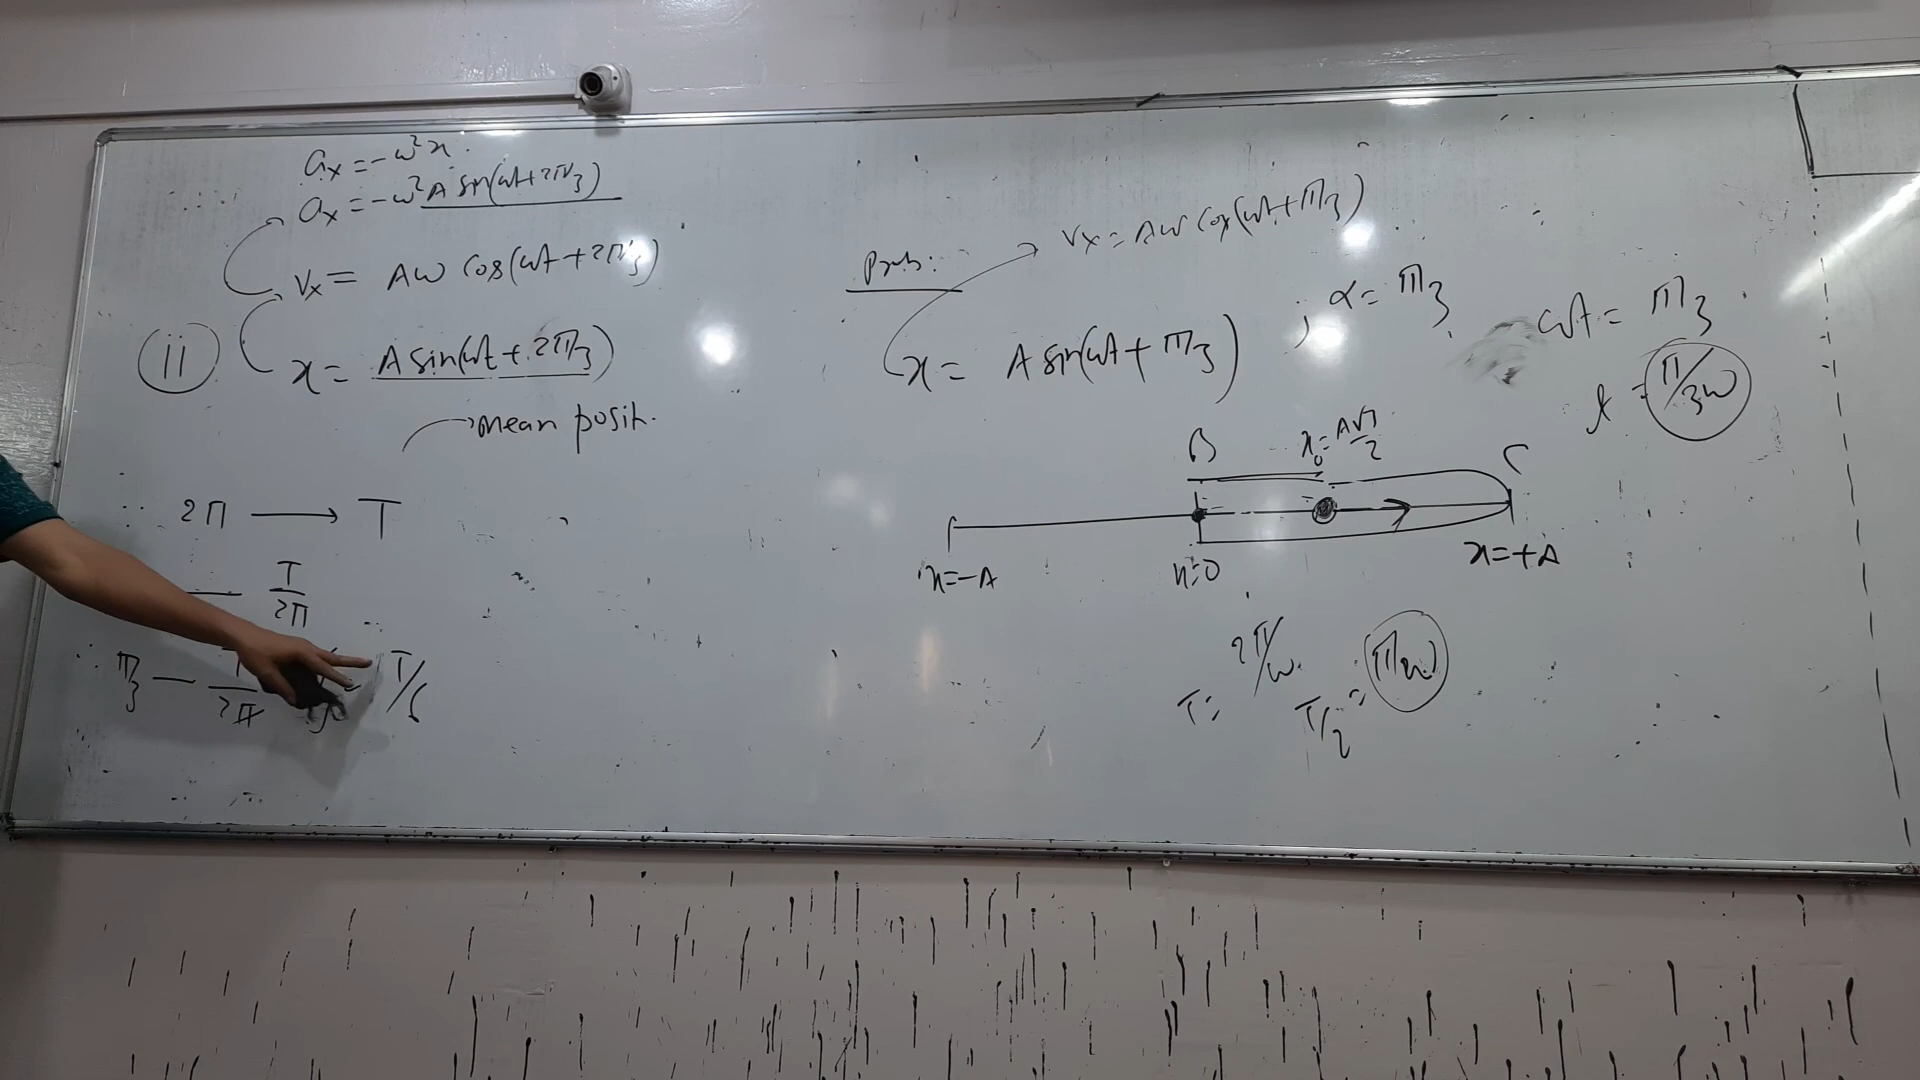 aₓ = -ω²x.
aₓ = -ω²A sin(ωt+2π/3)
vₓ = Aω cos(ωt+2π/3)
(ii) x = A sin(ωt + 2π/3)
→ mean posit.
∴ 2π → T
— T/2π
∴ π/3 — T/2π T/6
Prob:
vₓ = Aω cos(ωt+π/3)
x = A sin(ωt + π/3) ; α = π/3
ωt = π/3
t = π/3ω
B x₀ = A√3/2 C
x=-A x=0 x=+A
T = 2π/ω T/2 = π/ω